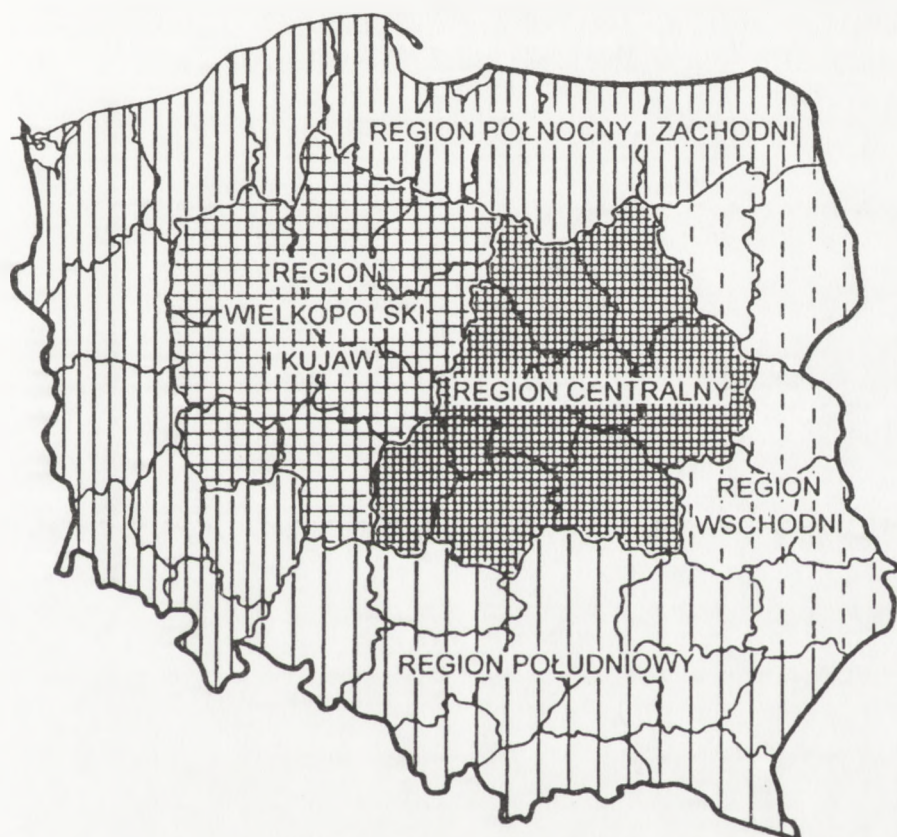 REGION PÓŁNOCNY I ZACHODNI
REGION
WIELKOPOLSKI
I KUJAW
REGION CENTRALNY
REGION
WSCHODNI
REGION POŁUDNIOWY